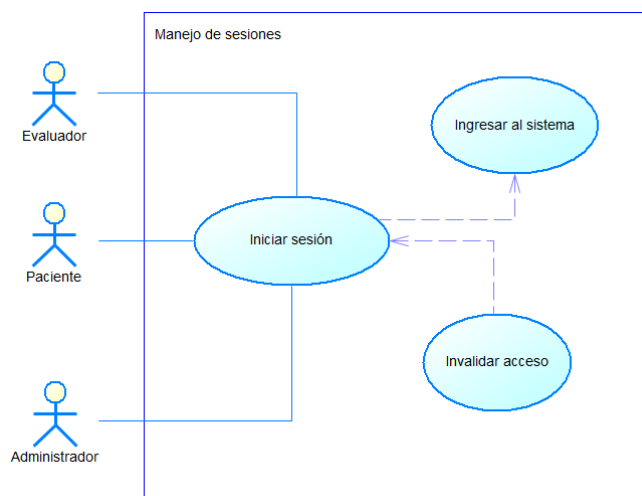 Manejo de sesiones
Evaluador
Ingresar al sistema
Paciente
Iniciar sesión
Invalidar acceso
Administrador